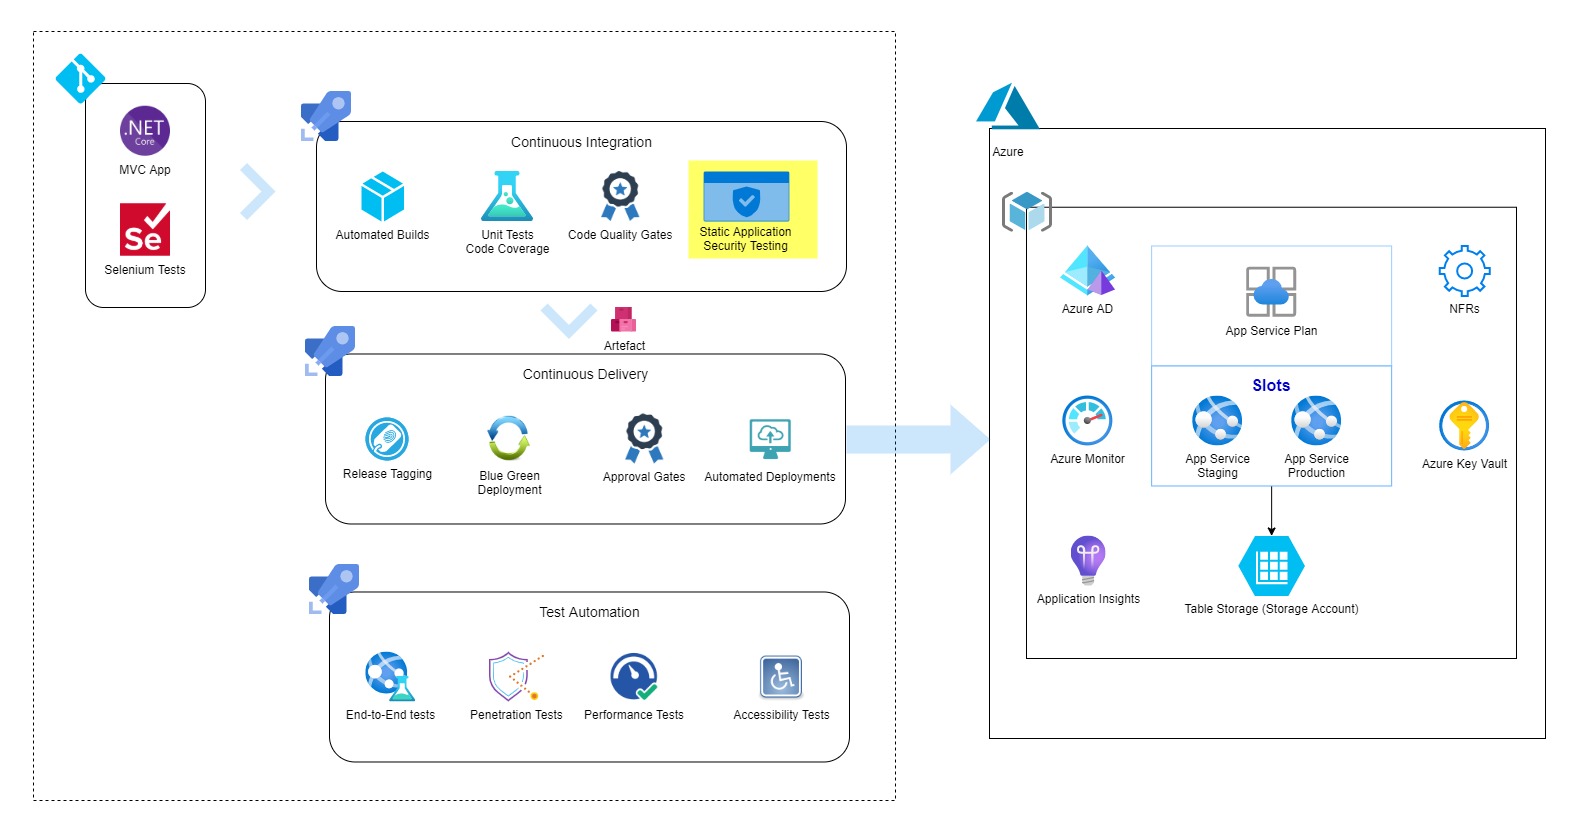 .NET
Core
MVC App
Se
Selenium Tests
Continuous Integration
Automated Builds
Unit Tests
Code Coverage
Code Quality Gates
Static Application
Security Testing
Artefact
Continuous Delivery
Release Tagging
Blue Green
Deployment
Approval Gates
Automated Deployments
Test Automation
End-to-End tests
Penetration Tests
Performance Tests
Accessibility Tests
Azure
Azure AD
App Service Plan
NFRs
Slots
Azure Monitor
App Service
Staging
App Service
Production
Azure Key Vault
Application Insights
Table Storage (Storage Account)